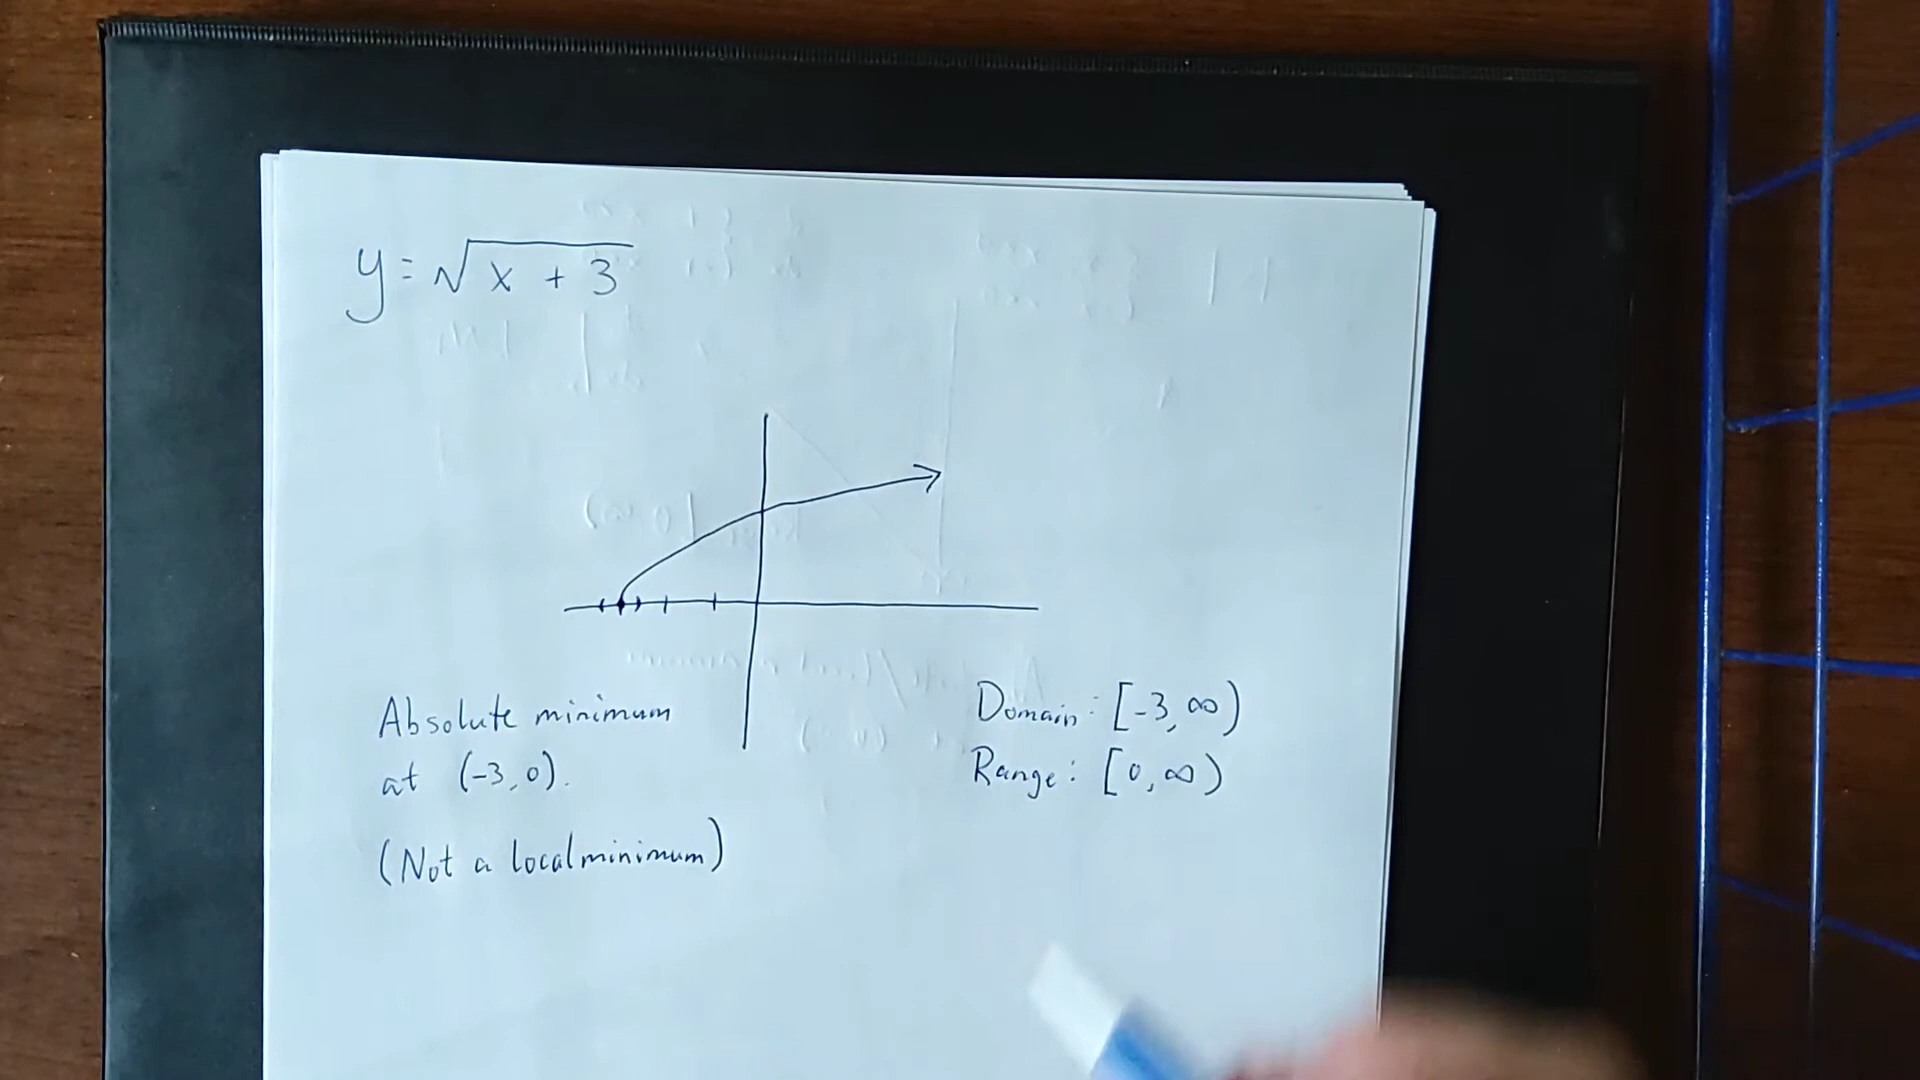 y = √x + 3
Absolute minimum
at (-3, 0).
(Not a local minimum)
Domain: [-3, ∞)
Range: [0, ∞)